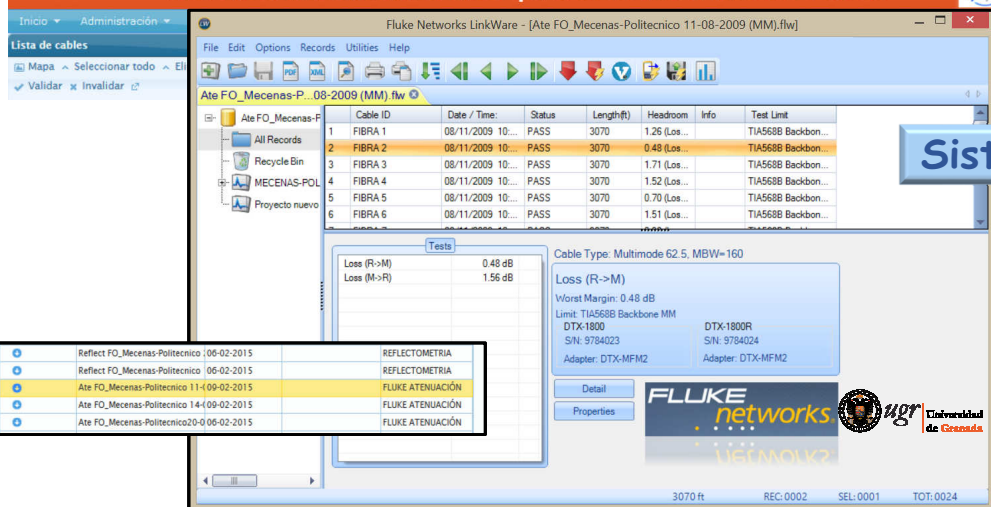 Inicio Administración
Lista de cables
Mapa Seleccionar todo Eli
Validar Invalidar
Fluke Networks LinkWare - [Ate FO_Mecenas-Politecnico 11-08-2009 (MM).flw]
File Edit Options Records Utilities Help
PDF XML
Ate FO_Mecenas-P...08-2009 (MM).flw
Ate FO_Mecenas-F
All Records
Recycle Bin
MECENAS-POL
Proyecto nuevo
Cable ID Date / Time: Status Length(ft) Headroom Info Test Limit
1 FIBRA 1 08/11/2009 10:... PASS 3070 1.26 (Los... TIA568B Backbon...
2 FIBRA 2 08/11/2009 10:... PASS 3070 0.48 (Los... TIA568B Backbon...
3 FIBRA 3 08/11/2009 10:... PASS 3070 1.71 (Los... TIA568B Backbon...
4 FIBRA 4 08/11/2009 10:... PASS 3070 1.52 (Los... TIA568B Backbon...
5 FIBRA 5 08/11/2009 10:... PASS 3070 0.70 (Los... TIA568B Backbon...
6 FIBRA 6 08/11/2009 10:... PASS 3070 1.51 (Los... TIA568B Backbon...
Sist
Tests
Loss (R->M) 0.48 dB
Loss (M->R) 1.56 dB
Cable Type: Multimode 62.5, MBW=160
Loss (R->M)
Worst Margin: 0.48 dB
Limit: TIA568B Backbone MM
DTX-1800 DTX-1800R
S/N: 9784023 S/N: 9784024
Adapter: DTX-MFM2 Adapter: DTX-MFM2
Detail
Properties
FLUKE
networks.
ugr Universidad
de Granada
Reflect FO_Mecenas-Politecnico 06-02-2015 REFLECTOMETRIA
Reflect FO_Mecenas-Politecnico 06-02-2015 REFLECTOMETRIA
Ate FO_Mecenas-Politecnico 11-09-02-2015 FLUKE ATENUACIÓN
Ate FO_Mecenas-Politecnico 14-09-02-2015 FLUKE ATENUACIÓN
Ate FO_Mecenas-Politecnico20-0 06-02-2015 FLUKE ATENUACIÓN
3070 ft REC:0002 SEL:0001 TOT:0024